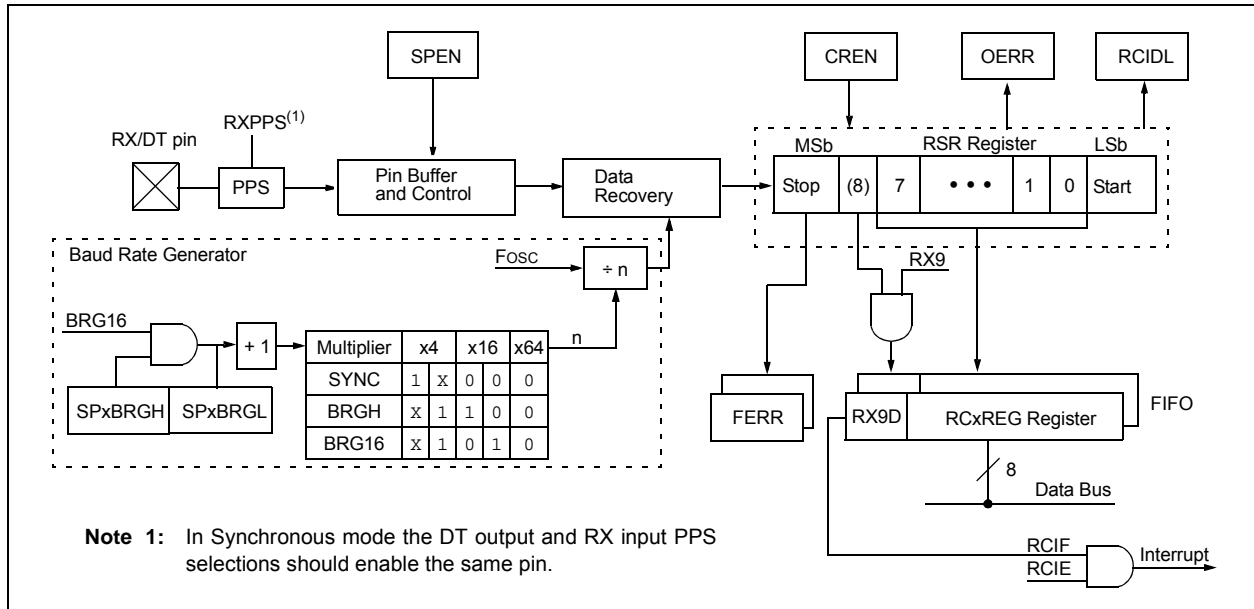 SPEN
CREN
OERR
RCIDL
RXPPS(1)
RX/DT pin
PPS
Pin Buffer
and Control
Data
Recovery
MSb
RSR Register
LSb
Stop (8) 7 • • • 1 0 Start
Baud Rate Generator
FOSC
÷ n
RX9
BRG16
+ 1
n
Multiplier x4 x16 x64
SYNC 1 X 0 0 0
BRGH X 1 1 0 0
BRG16 X 1 0 1 0
SPxBRGH SPxBRGL
FERR
RX9D RCxREG Register
FIFO
8
Data Bus
Note 1: In Synchronous mode the DT output and RX input PPS
selections should enable the same pin.
RCIF
RCIE
Interrupt